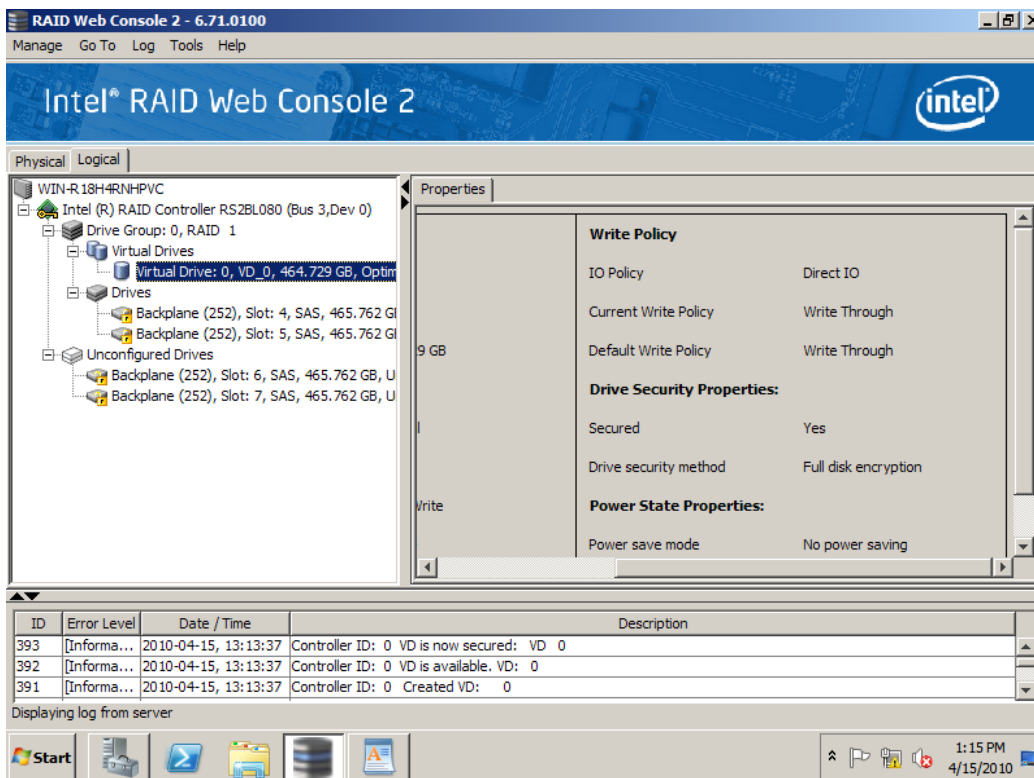 RAID Web Console 2 - 6.71.0100
Manage Go To Log Tools Help
Intel® RAID Web Console 2
intel
Physical Logical
WIN-R18H4RNHPVC
Intel (R) RAID Controller RS2BL080 (Bus 3,Dev 0)
Drive Group: 0, RAID 1
Virtual Drives
Virtual Drive: 0, VD_0, 464.729 GB, Optim
Drives
Backplane (252), Slot: 4, SAS, 465.762 G
Backplane (252), Slot: 5, SAS, 465.762 G
Unconfigured Drives
Backplane (252), Slot: 6, SAS, 465.762 GB, U
Backplane (252), Slot: 7, SAS, 465.762 GB, U
Properties
Write Policy
IO Policy Direct IO
Current Write Policy Write Through
9 GB Default Write Policy Write Through
Drive Security Properties:
Secured Yes
Drive security method Full disk encryption
Write Power State Properties:
Power save mode No power saving
ID Error Level Date / Time Description
393 [Informa... 2010-04-15, 13:13:37 Controller ID: 0 VD is now secured: VD 0
392 [Informa... 2010-04-15, 13:13:37 Controller ID: 0 VD is available. VD: 0
391 [Informa... 2010-04-15, 13:13:37 Controller ID: 0 Created VD: 0
Displaying log from server
Start
1:15 PM
4/15/2010